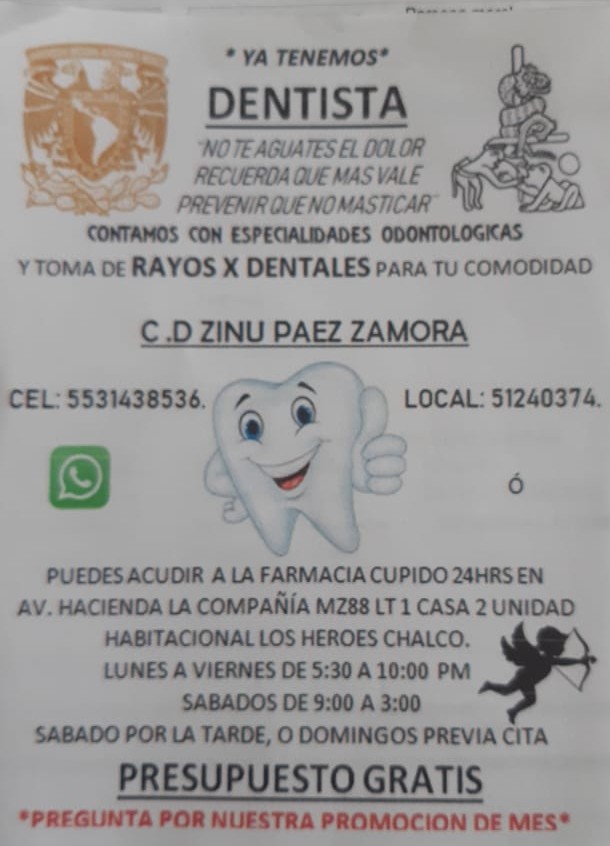 * YA TENEMOS*
DENTISTA
"NO TE AGUATES EL DOLOR
RECUERDA QUE MAS VALE
PREVENIR QUE NO MASTICAR"
CONTAMOS CON ESPECIALIDADES ODONTOLOGICAS
Y TOMA DE RAYOS X DENTALES PARA TU COMODIDAD
C .D ZINU PAEZ ZAMORA
CEL: 5531438536. LOCAL: 51240374.
Ó
PUEDES ACUDIR A LA FARMACIA CUPIDO 24HRS EN
AV. HACIENDA LA COMPAÑÍA MZ88 LT 1 CASA 2 UNIDAD
HABITACIONAL LOS HEROES CHALCO.
LUNES A VIERNES DE 5:30 A 10:00 PM
SABADOS DE 9:00 A 3:00
SABADO POR LA TARDE, O DOMINGOS PREVIA CITA
PRESUPUESTO GRATIS
*PREGUNTA POR NUESTRA PROMOCION DE MES*